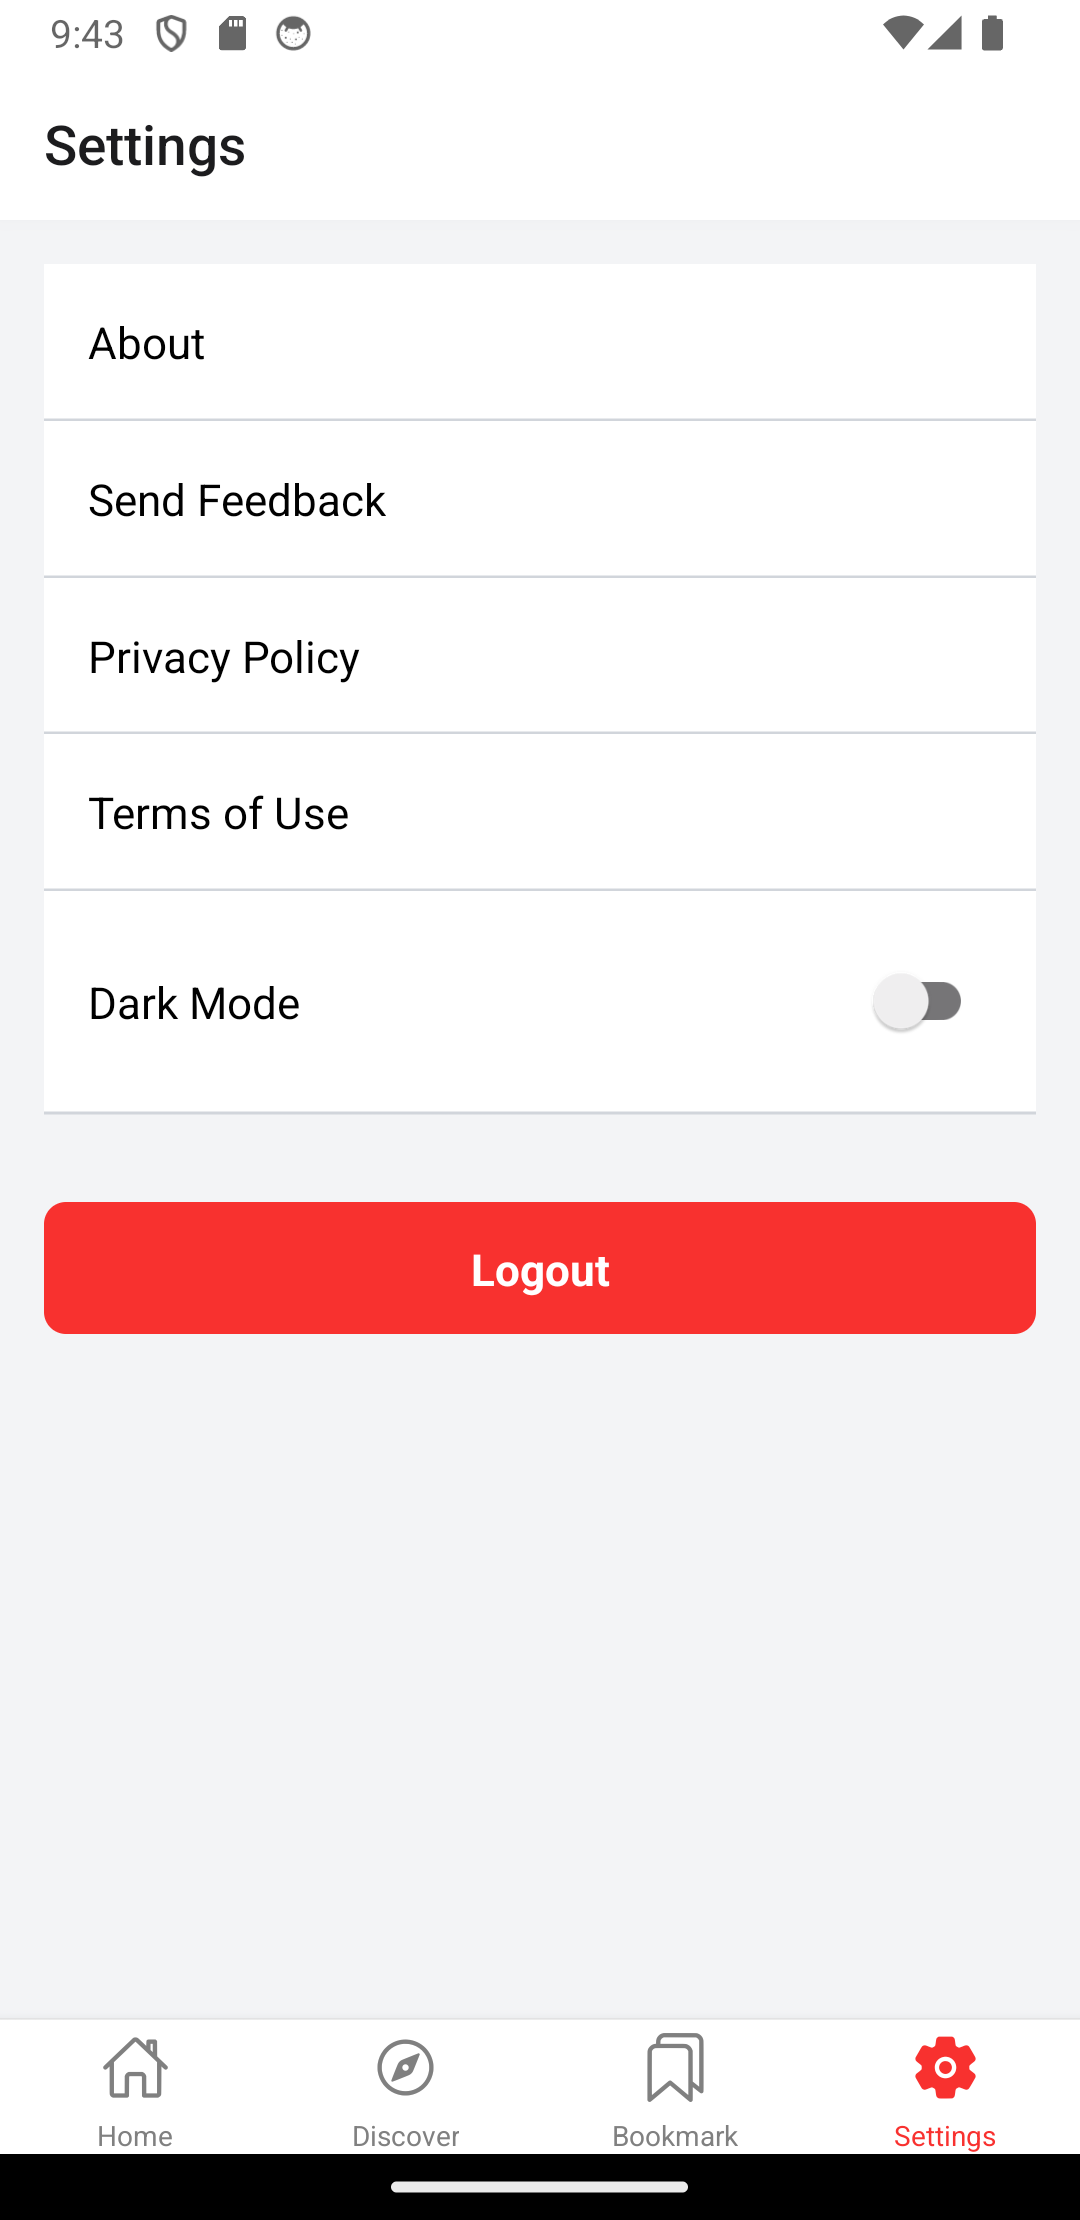 9:43
Settings
About
Send Feedback
Privacy Policy
Terms of Use
Dark Mode
Logout
Home
Discover
Bookmark
Settings